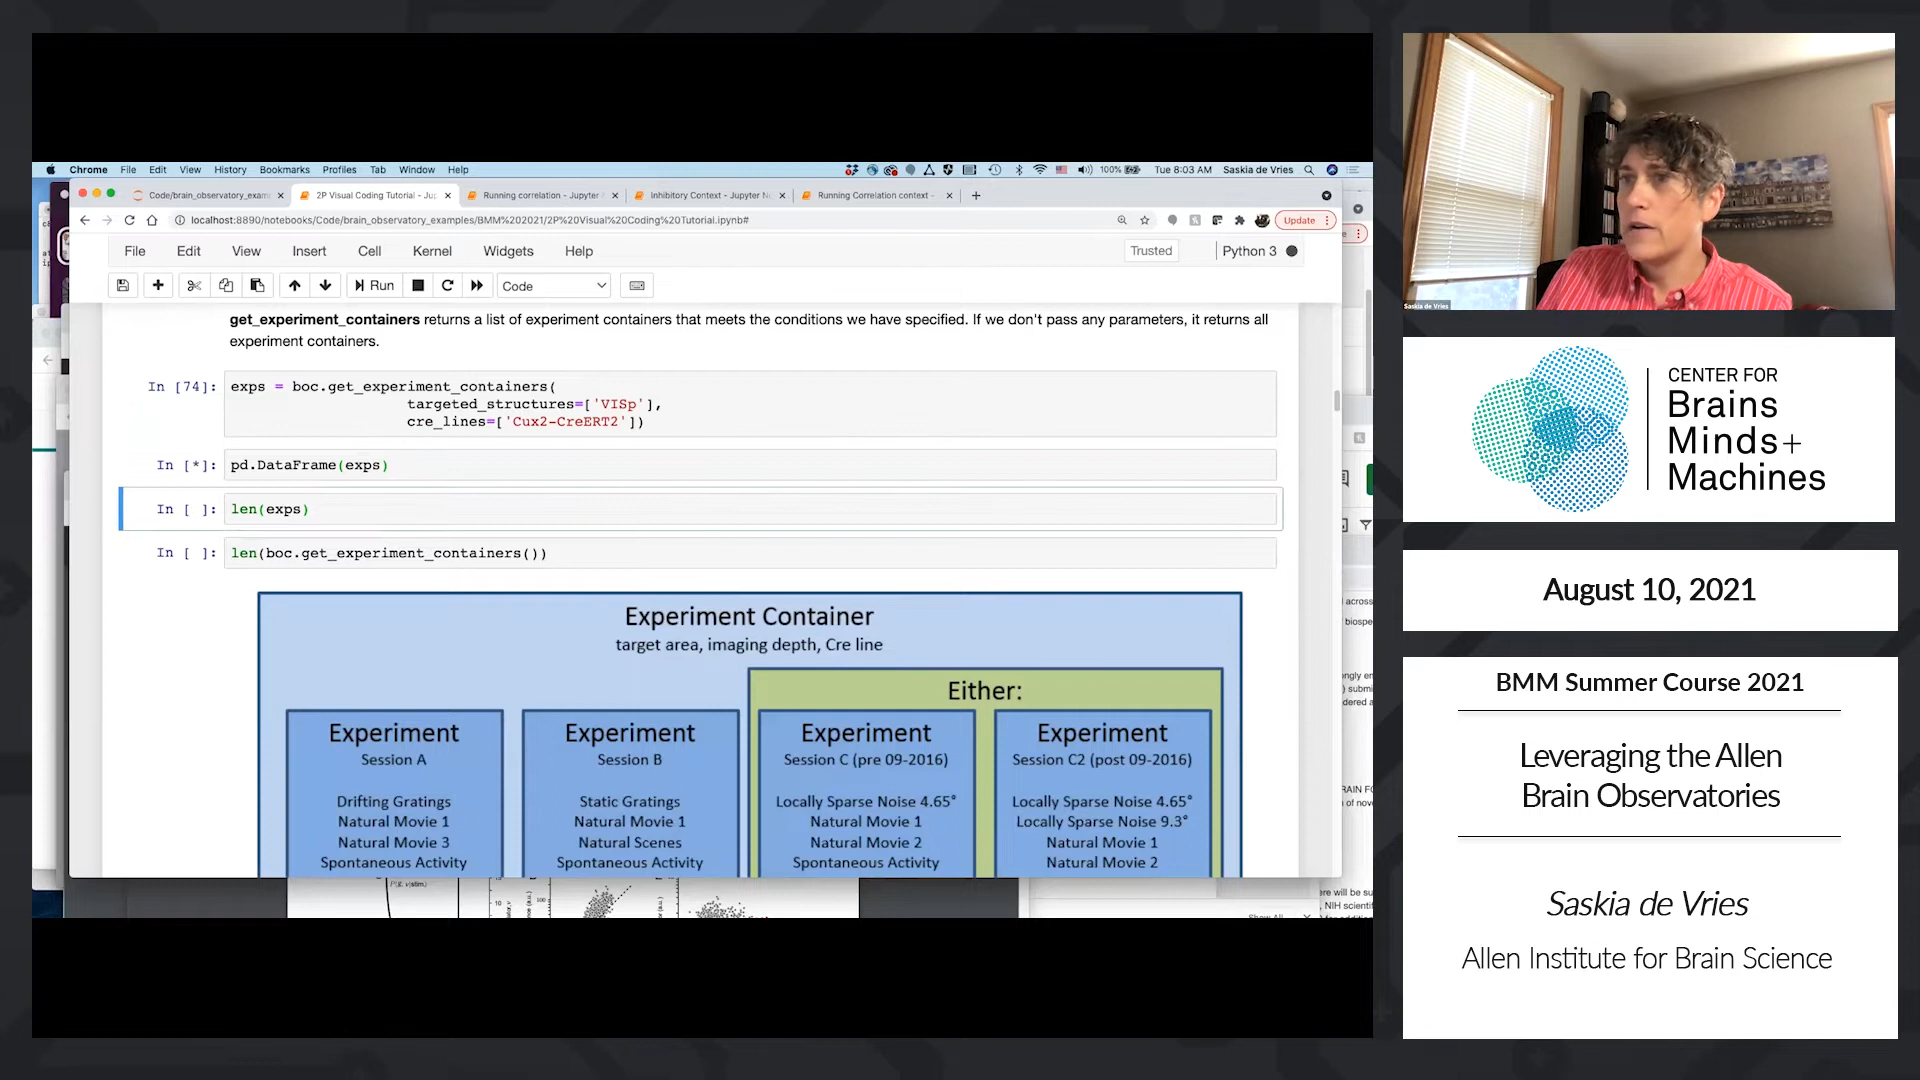 Chrome File Edit View History Bookmarks Profiles Tab Window Help 100% Tue 8:03 AM Saskia de Vries
Code/brain_observatory_exam 2P Visual Coding Tutorial - Ju Running correlation - Jupyter Inhibitory Context - Jupyter N Running Correlation context -
localhost:8890/notebooks/Code/brain_observatory_examples/BMM%202021/2P%20Visual%20Coding%20Tutorial.ipynb# Update
File Edit View Insert Cell Kernel Widgets Help Trusted Python 3
Run Code
get_experiment_containers returns a list of experiment containers that meets the conditions we have specified. If we don't pass any parameters, it returns all
experiment containers.
In [74]: exps = boc.get_experiment_containers(
targeted_structures=['VISp'],
cre_lines=['Cux2-CreERT2'])
In [*]: pd.DataFrame(exps)
In [ ]: len(exps)
In [ ]: len(boc.get_experiment_containers())
Experiment Container
target area, imaging depth, Cre line
Either:
Experiment
Session A
Drifting Gratings
Natural Movie 1
Natural Movie 3
Spontaneous Activity
Experiment
Session B
Static Gratings
Natural Movie 1
Natural Scenes
Spontaneous Activity
Experiment
Session C (pre 09-2016)
Locally Sparse Noise 4.65°
Natural Movie 1
Natural Movie 2
Spontaneous Activity
Experiment
Session C2 (post 09-2016)
Locally Sparse Noise 4.65°
Locally Sparse Noise 9.3°
Natural Movie 1
Natural Movie 2
Saskia de Vries
CENTER FOR
Brains
Minds+
Machines
August 10, 2021
BMM Summer Course 2021
Leveraging the Allen
Brain Observatories
Saskia de Vries
Allen Institute for Brain Science